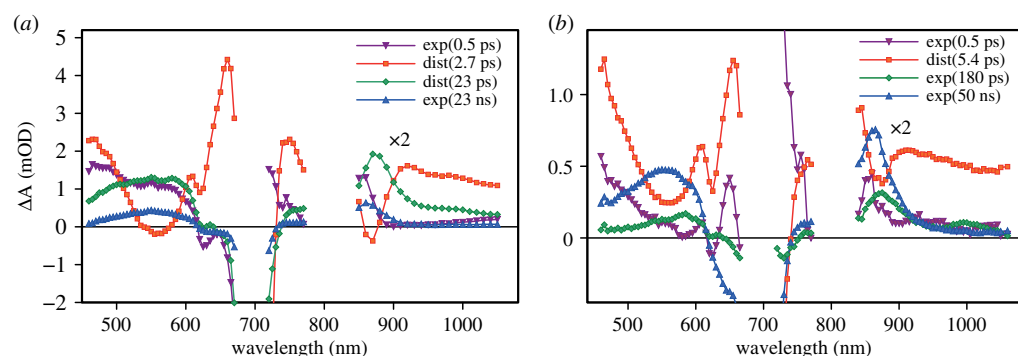 (a)
ΔA (mOD)
5
4
3
2
1
0
−1
−2
exp(0.5 ps)
dist(2.7 ps)
dist(23 ps)
exp(23 ns)
×2
500 600 700 800 900 1000
wavelength (nm)
(b)
1.0
0.5
0
exp(0.5 ps)
dist(5.4 ps)
exp(180 ps)
exp(50 ns)
×2
500 600 700 800 900 1000
wavelength (nm)